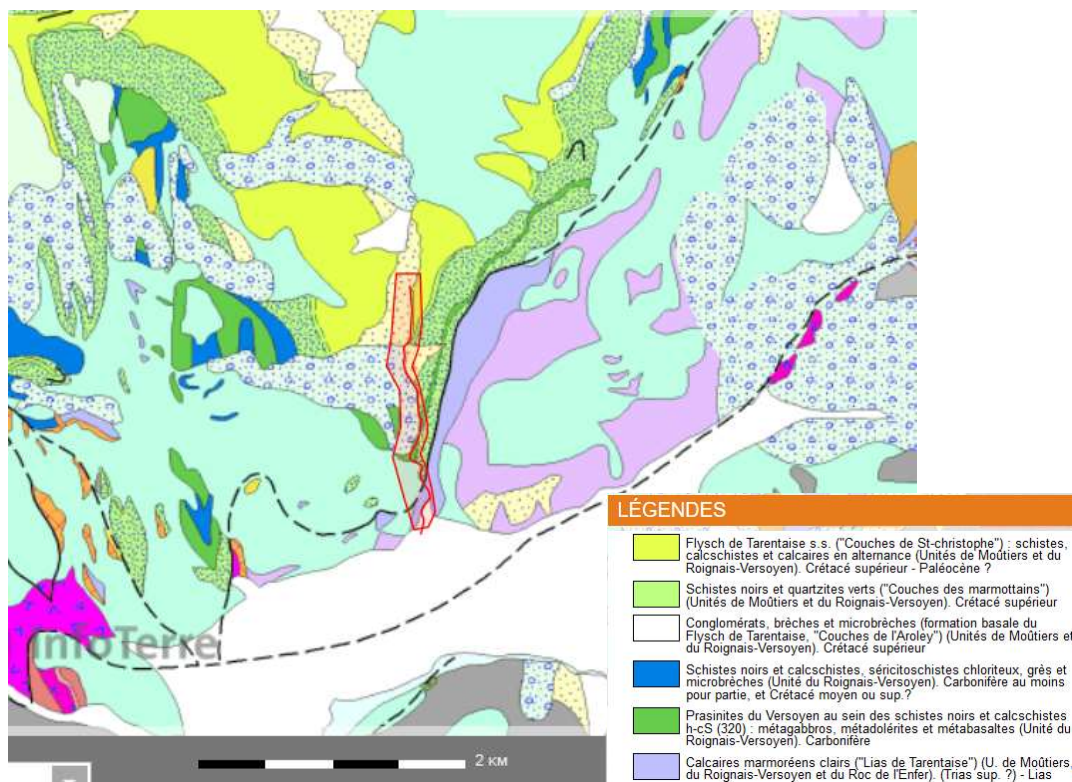 InfoTerre
2 км
LÉGENDES
Flysch de Tarentaise s.s. ("Couches de St-christophe") : schistes,
calcschistes et calcaires en alternance (Unités de Moûtiers et du
Roignais-Versoyen). Crétacé supérieur - Paléocène ?
Schistes noirs et quartzites verts ("Couches des marmottains")
(Unités de Moûtiers et du Roignais-Versoyen). Crétacé supérieur
Conglomérats, brèches et microbrèches (formation basale du
Flysch de Tarentaise, "Couches de l'Aroley") (Unités de Moûtiers et
du Roignais-Versoyen). Crétacé supérieur
Schistes noirs et calcschistes, séricitoschistes chloriteux, grès et
microbrèches (Unité du Roignais-Versoyen). Carbonifère au moins
pour partie, et Crétacé moyen ou sup.?
Prasinites du Versoyen au sein des schistes noirs et calcschistes
h-cS (320) : métagabbros, métadolérites et métabasaltes (Unité du
Roignais-Versoyen). Carbonifère
Calcaires marmoréens clairs ("Lias de Tarentaise") (U. de Moûtiers,
du Roignais-Versoyen et du Roc de l'Enfer). (Trias sup. ?) - Lias